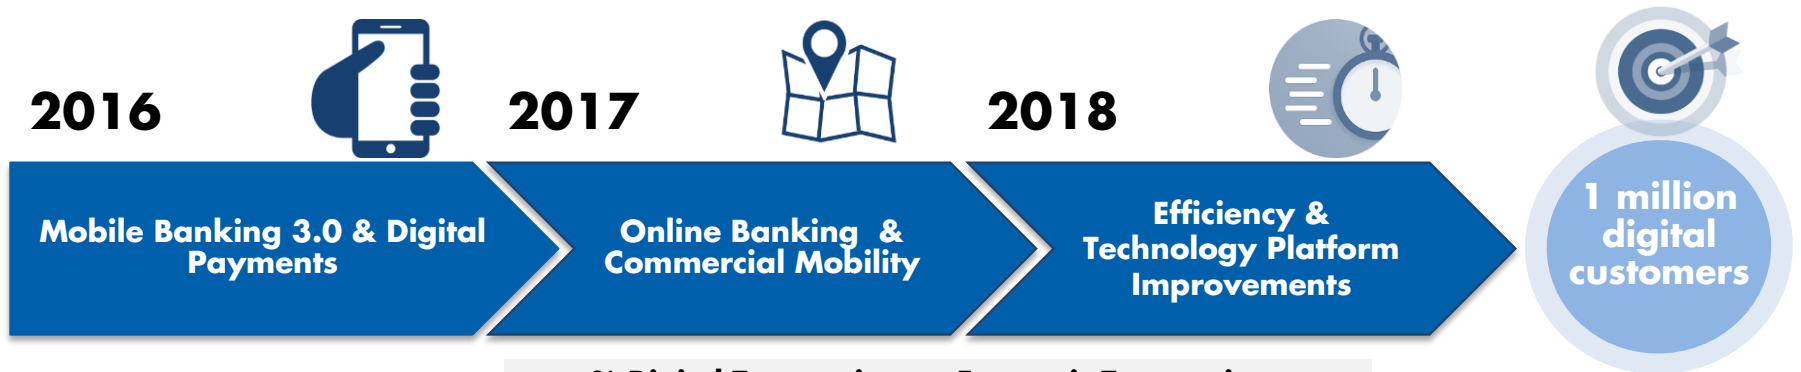 2016
2017
2018
Mobile Banking 3.0 & Digital
Payments
Online Banking &
Commercial Mobility
Efficiency &
Technology Platform
Improvements
1 million
digital
customers